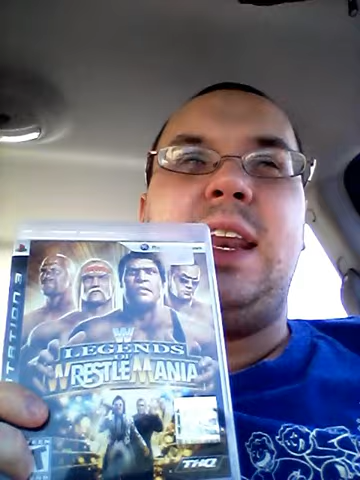 PLAYSTATION 3
W
LEGENDS
OF
WRESTLEMANIA
T
THQ